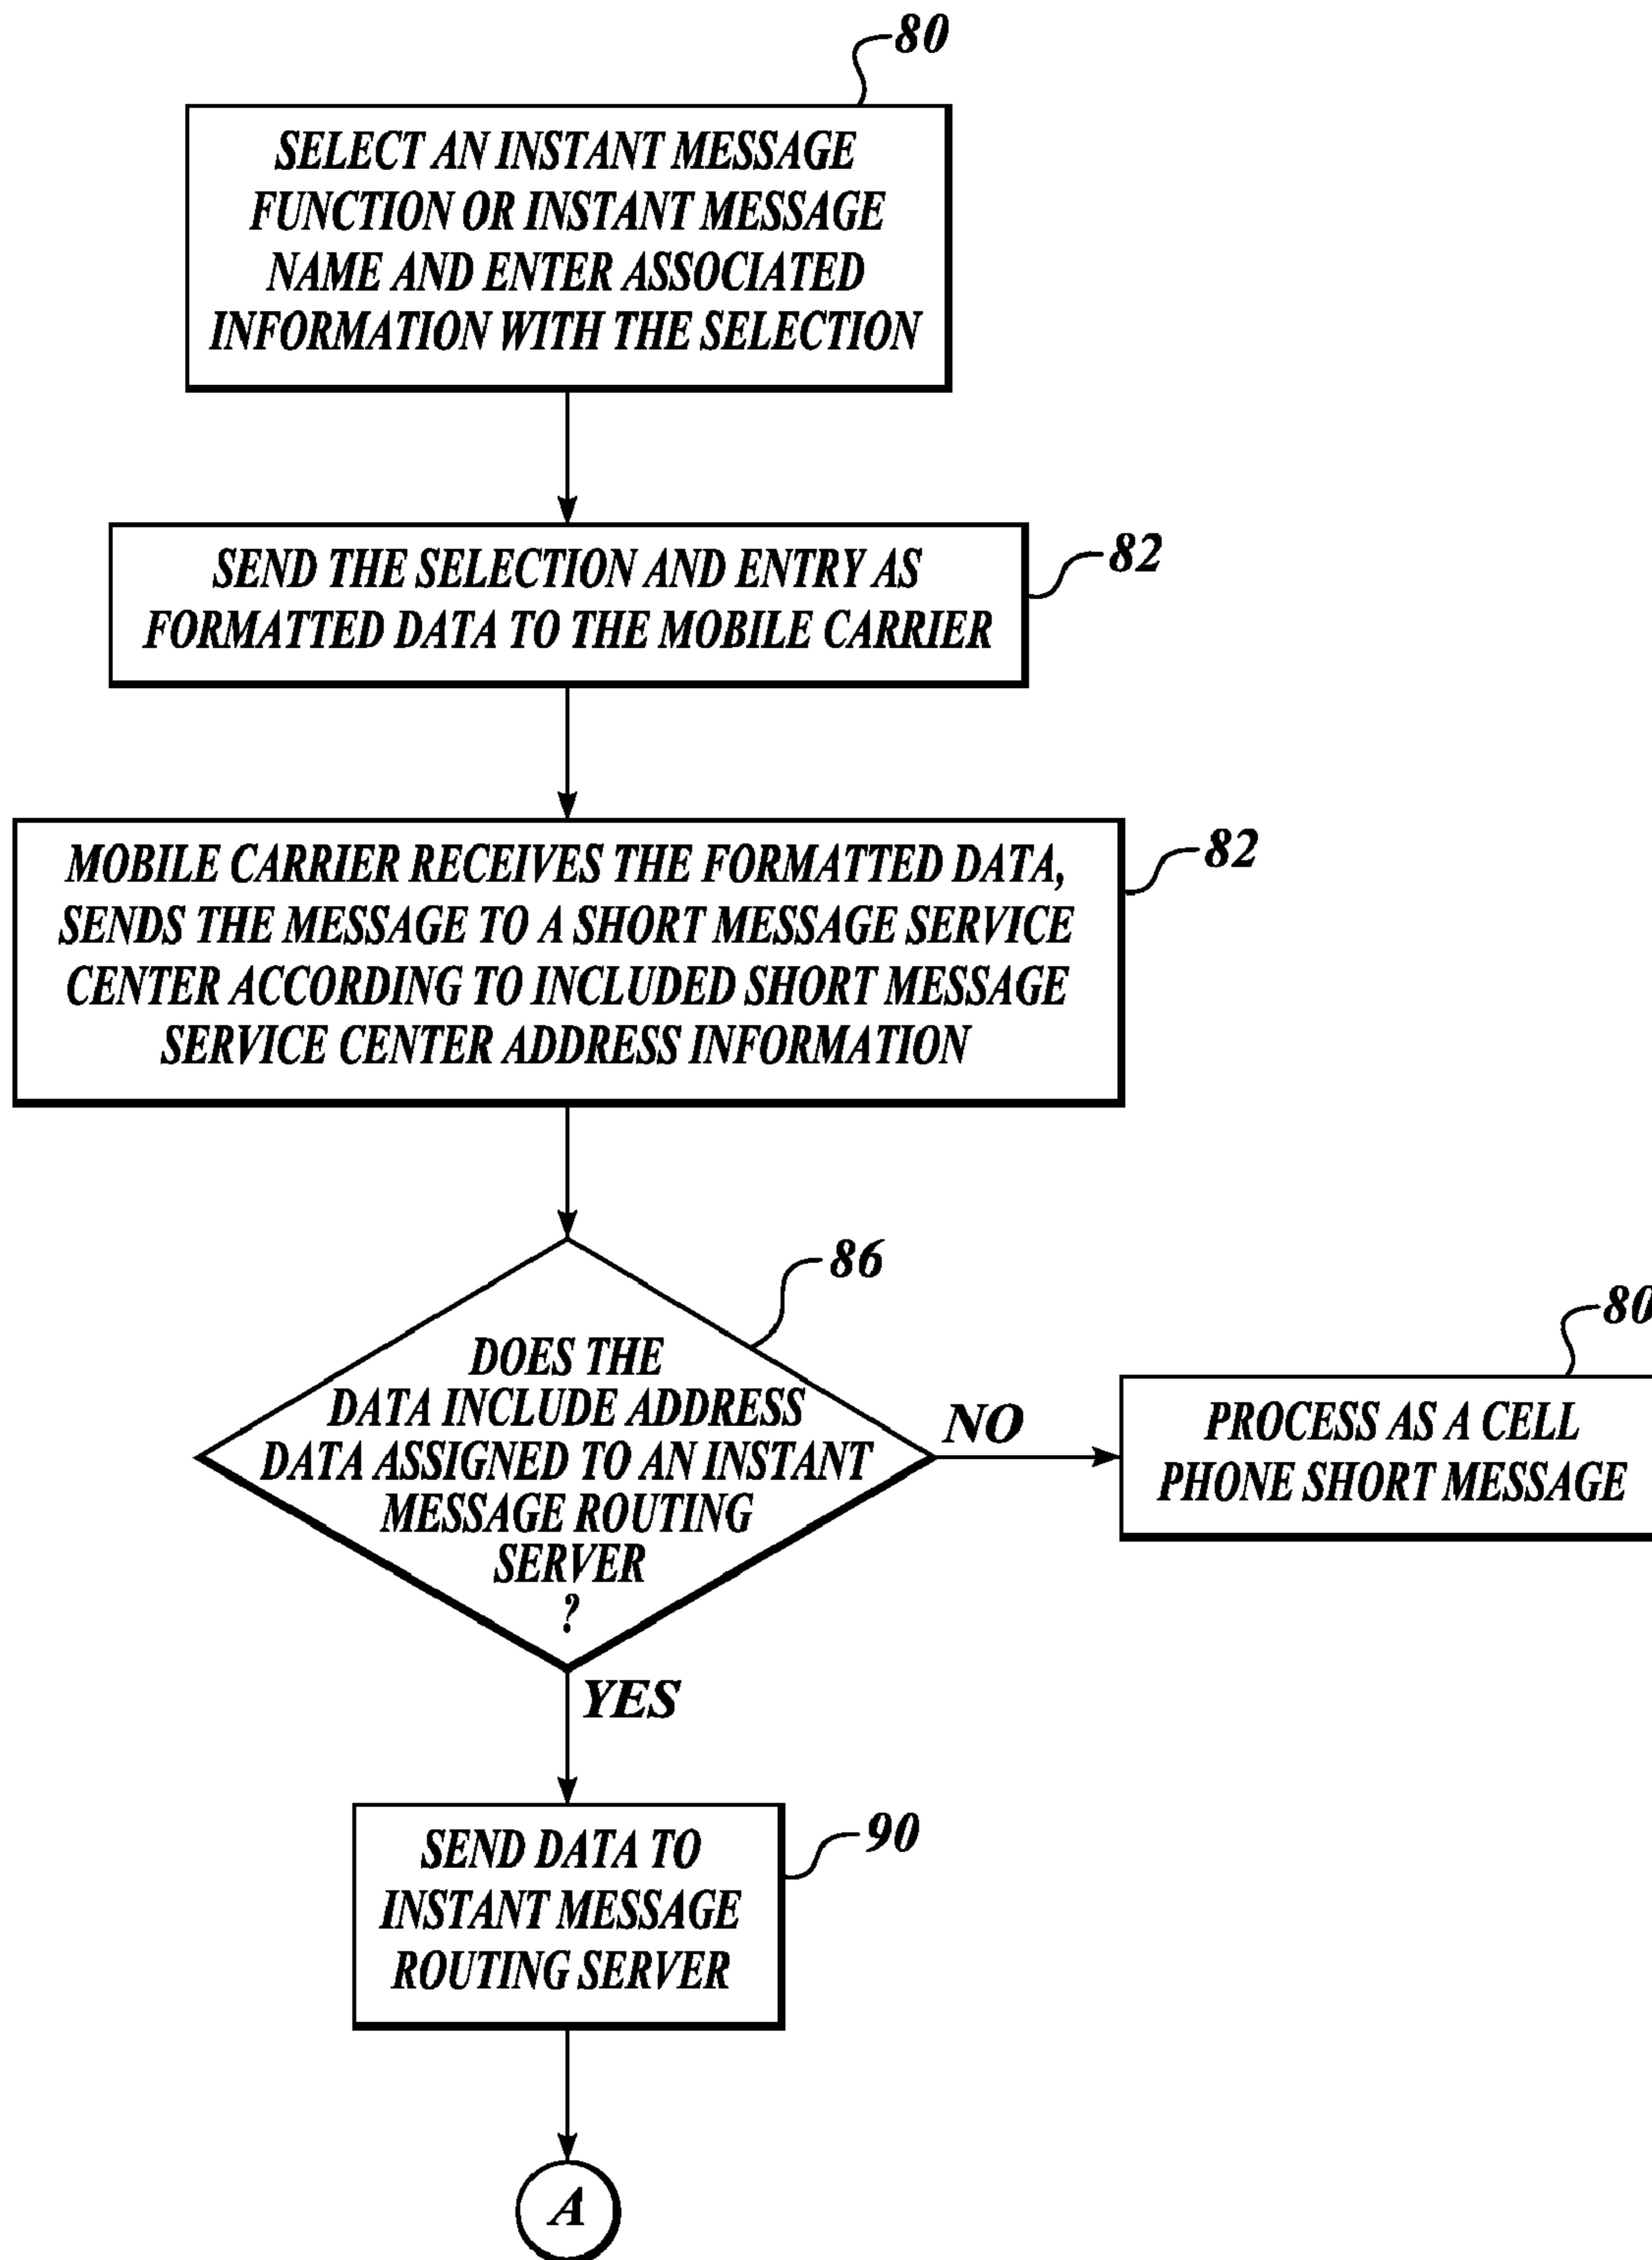 80
SELECT AN INSTANT MESSAGE
FUNCTION OR INSTANT MESSAGE
NAME AND ENTER ASSOCIATED
INFORMATION WITH THE SELECTION
SEND THE SELECTION AND ENTRY AS
FORMATTED DATA TO THE MOBILE CARRIER
82
MOBILE CARRIER RECEIVES THE FORMATTED DATA,
SENDS THE MESSAGE TO A SHORT MESSAGE SERVICE
CENTER ACCORDING TO INCLUDED SHORT MESSAGE
SERVICE CENTER ADDRESS INFORMATION
82
86
DOES THE
DATA INCLUDE ADDRESS
DATA ASSIGNED TO AN INSTANT
MESSAGE ROUTING
SERVER
?
NO
80
PROCESS AS A CELL
PHONE SHORT MESSAGE
YES
SEND DATA TO
INSTANT MESSAGE
ROUTING SERVER
90
A